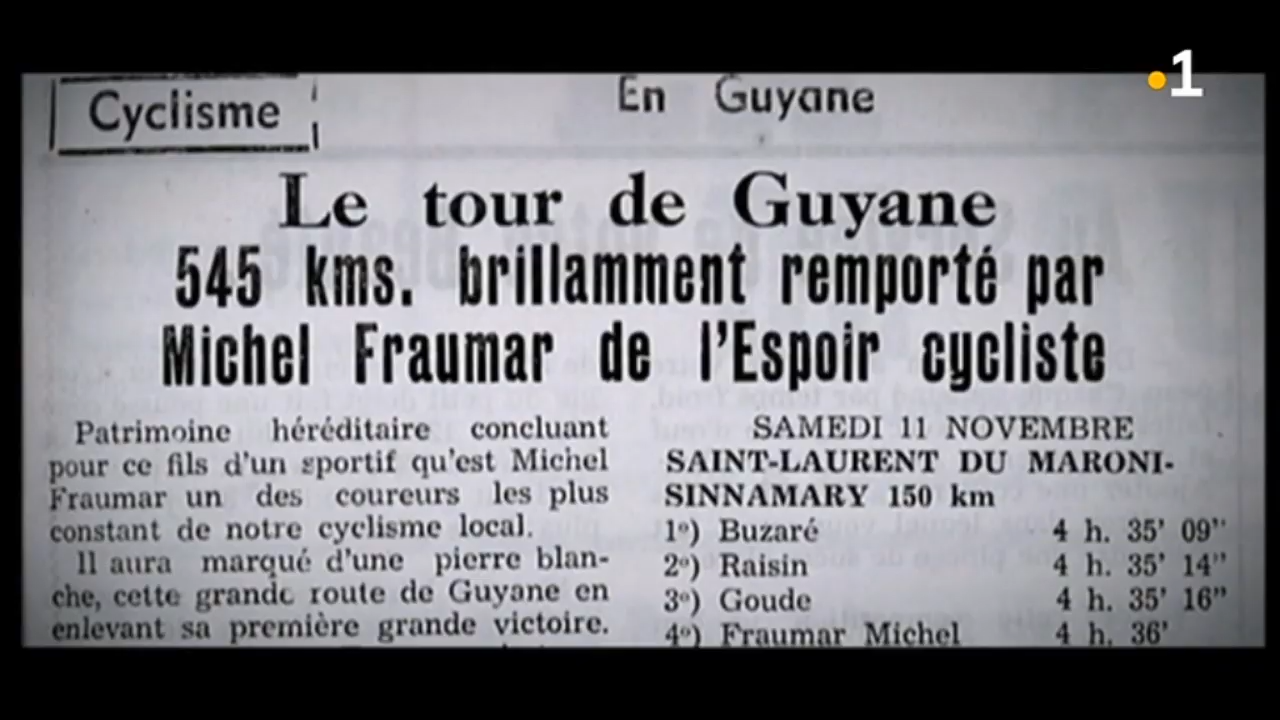 1
Cyclisme
En Guyane
Le tour de Guyane
545 kms. brillamment remporté par
Michel Fraumar de l'Espoir cycliste
Patrimoine héréditaire concluant
pour ce fils d'un sportif qu'est Michel
Fraumar un des coureurs les plus
constant de notre cyclisme local.
Il aura marqué d'une pierre blan-
che, cette grande route de Guyane en
enlevant sa première grande victoire.
SAMEDI 11 NOVEMBRE
SAINT-LAURENT DU MARONI-
SINNAMARY 150 km
1º) Buzaré 4 h. 35' 09"
2º) Raisin 4 h. 35' 14"
3º) Goude 4 h. 35' 16"
4º) Fraumar Michel 4 h. 36'